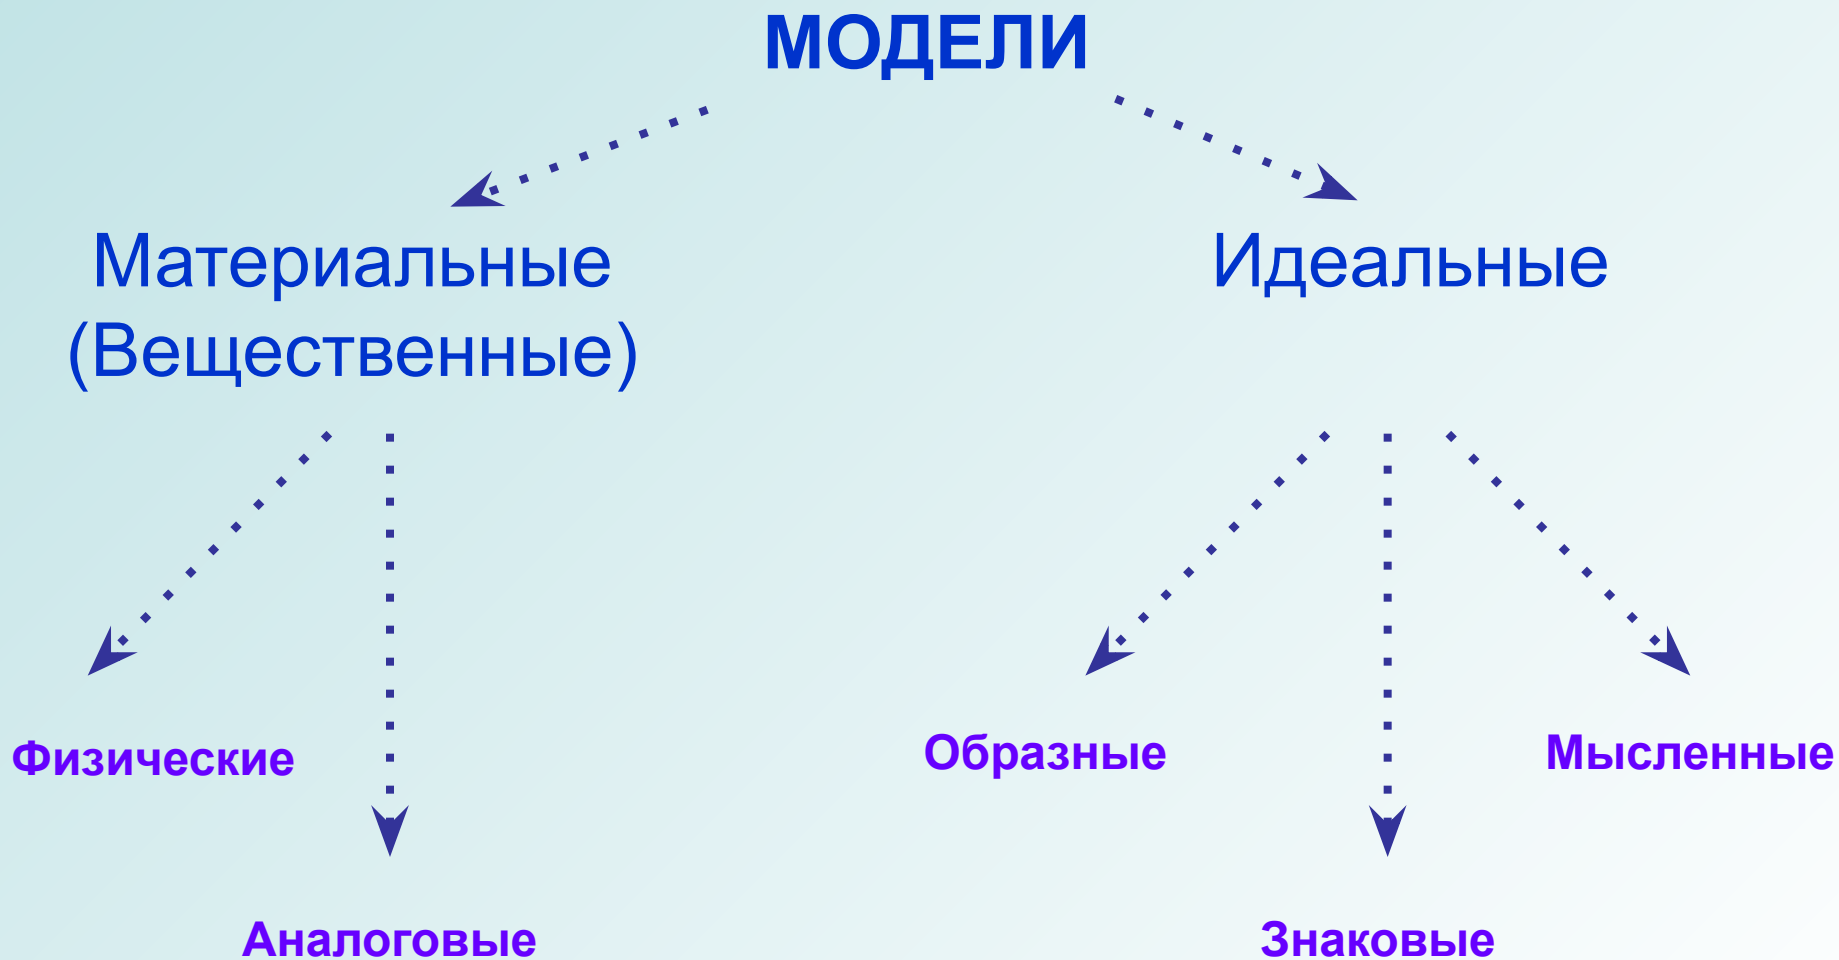 МОДЕЛИ
Материальные
(Вещественные)
Идеальные
Физические
Аналоговые
Образные
Знаковые
Мысленные